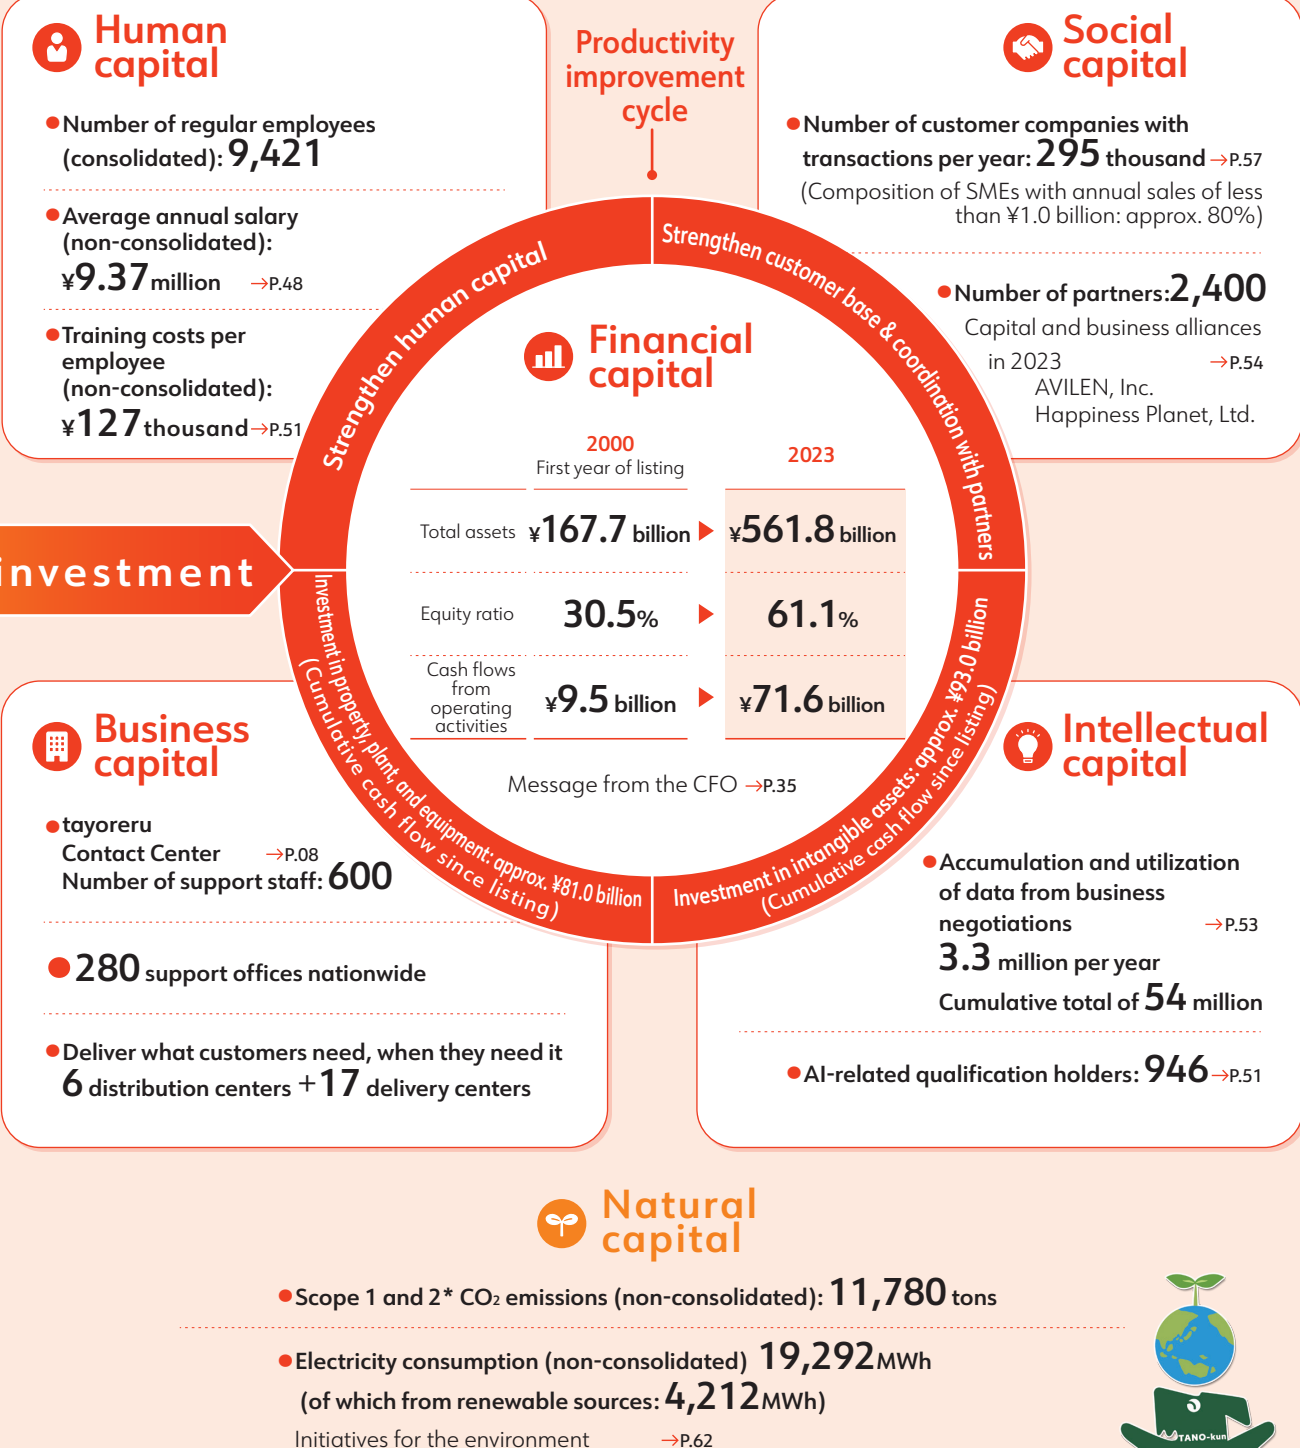 Human
capital
●Number of regular employees
(consolidated): 9,421
●Average annual salary
(non-consolidated):
¥9.37 million →P.48
●Training costs per
employee
(non-consolidated):
¥127 thousand →P.51
Productivity
improvement
cycle
Social
capital
●Number of customer companies with
transactions per year: 295 thousand →P.57
(Composition of SMEs with annual sales of less
than ¥1.0 billion: approx. 80%)
●Number of partners: 2,400
Capital and business alliances
in 2023 →P.54
AVILEN, Inc.
Happiness Planet, Ltd.
Strengthen human capital
Strengthen customer base & coordination with partners
Financial
capital
2000
First year of listing
2023
Total assets ¥167.7 billion ▶ ¥561.8 billion
Equity ratio 30.5% ▶ 61.1%
Cash flows
from
operating
activities
¥9.5 billion ▶ ¥71.6 billion
Message from the CFO →P.35
investment
Investment in property, plant, and equipment: approx. ¥81.0 billion
(Cumulative cash flow since listing)
Investment in intangible assets: approx. ¥93.0 billion
(Cumulative cash flow since listing)
Business
capital
●tayoreru
Contact Center →P.08
Number of support staff: 600
●280 support offices nationwide
●Deliver what customers need, when they need it
6 distribution centers +17 delivery centers
Intellectual
capital
●Accumulation and utilization
of data from business
negotiations →P.53
3.3 million per year
Cumulative total of 54 million
●AI-related qualification holders: 946 →P.51
Natural
capital
●Scope 1 and 2* CO2 emissions (non-consolidated): 11,780 tons
●Electricity consumption (non-consolidated) 19,292 MWh
(of which from renewable sources: 4,212 MWh)
Initiatives for the environment →P.62
TANO-kun